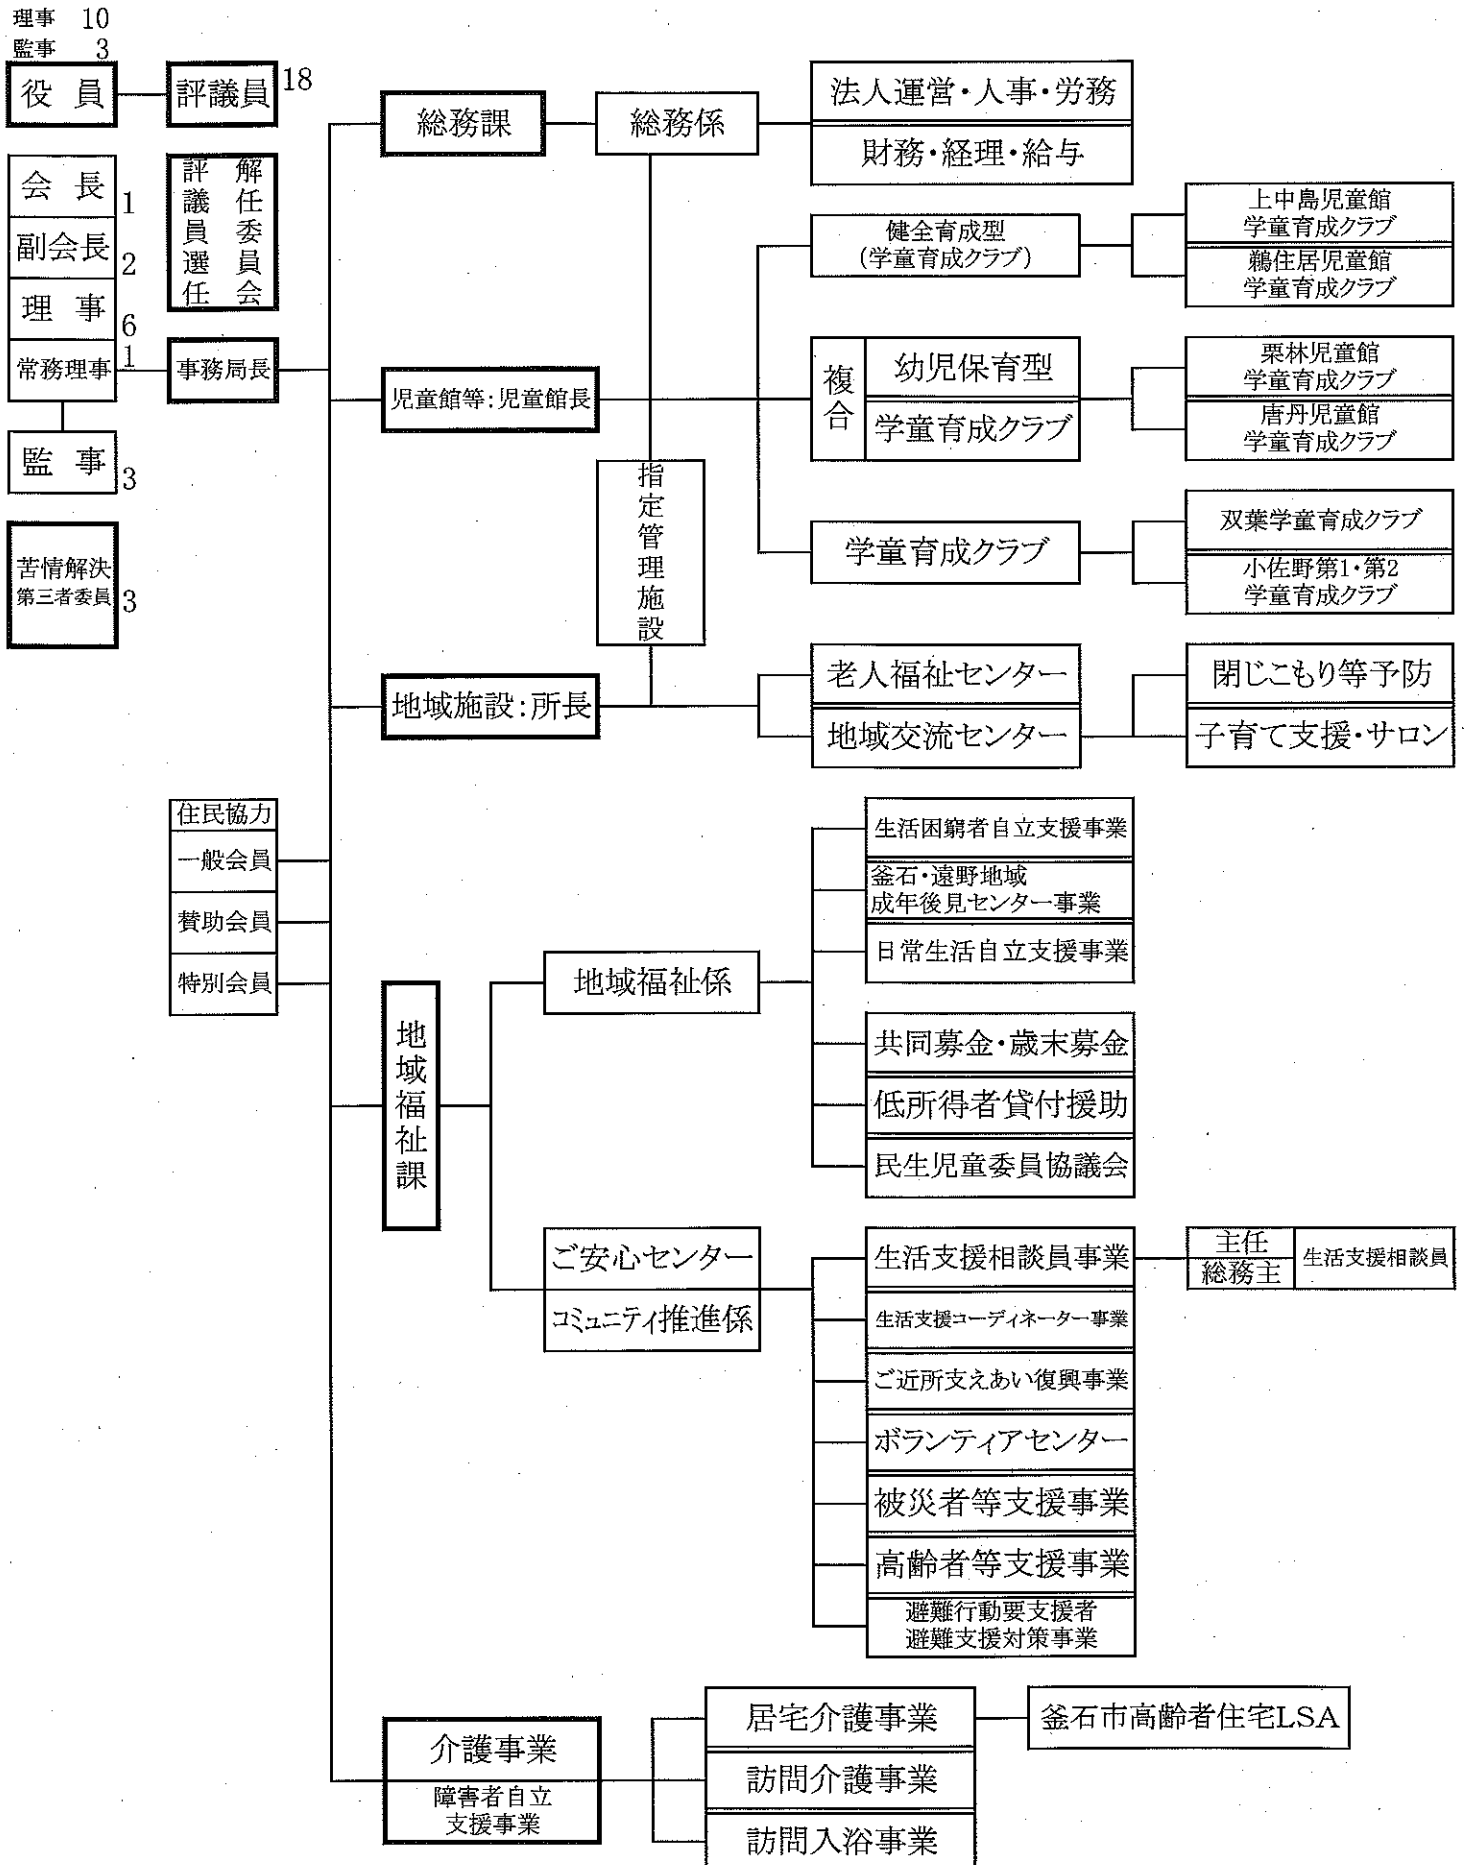 理事 10
監事 3
役員
評議員 18
会長 1
副会長 2
理事 6
常務理事 1
監事 3
苦情解決
第三者委員 3
評議員選任
解任委員会
事務局長
住民協力
一般会員
賛助会員
特別会員
総務課
総務係
法人運営・人事・労務
財務・経理・給与
児童館等:児童館長
指定管理施設
健全育成型
(学童育成クラブ)
上中島児童館
学童育成クラブ
鵜住居児童館
学童育成クラブ
複合
幼児保育型
学童育成クラブ
栗林児童館
学童育成クラブ
唐丹児童館
学童育成クラブ
学童育成クラブ
双葉学童育成クラブ
小佐野第1・第2
学童育成クラブ
地域施設:所長
老人福祉センター
地域交流センター
閉じこもり等予防
子育て支援・サロン
地域福祉課
地域福祉係
生活困窮者自立支援事業
釜石・遠野地域
成年後見センター事業
日常生活自立支援事業
共同募金・歳末募金
低所得者貸付援助
民生児童委員協議会
ご安心センター
コミュニティ推進係
生活支援相談員事業
主任
総務主
生活支援相談員
生活支援コーディネーター事業
ご近所支えあい復興事業
ボランティアセンター
被災者等支援事業
高齢者等支援事業
避難行動要支援者
避難支援対策事業
介護事業
障害者自立
支援事業
居宅介護事業
釜石市高齢者住宅LSA
訪問介護事業
訪問入浴事業